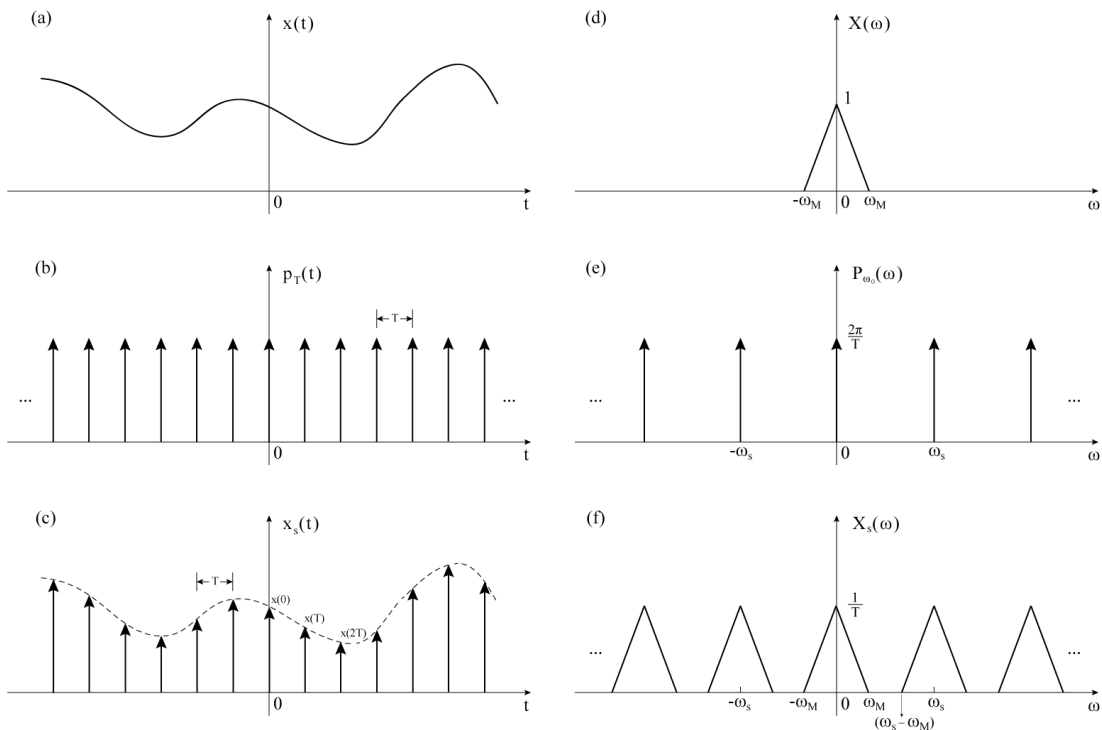 (a)
x(t)
0
t
(d)
X(ω)
1
-ω_M
0
ω_M
ω
(b)
p_T(t)
T
...
...
0
t
(e)
P_ω₀(ω)
2π/T
...
...
-ω_s
0
ω_s
ω
(c)
x_s(t)
T
x(0)
x(T)
x(2T)
0
t
(f)
X_s(ω)
1/T
...
...
-ω_s
-ω_M
0
ω_M
ω_s
ω
(ω_s – ω_M)